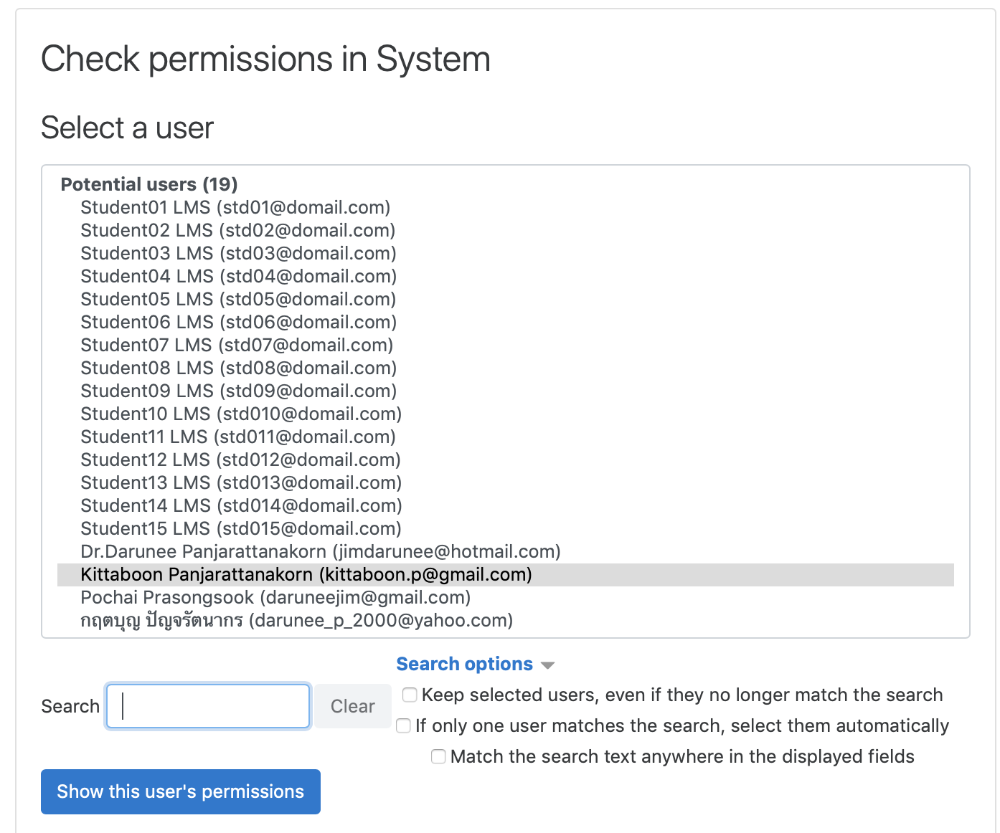 Check permissions in System
Select a user
Potential users (19)
Student01 LMS (std01@domail.com)
Student02 LMS (std02@domail.com)
Student03 LMS (std03@domail.com)
Student04 LMS (std04@domail.com)
Student05 LMS (std05@domail.com)
Student06 LMS (std06@domail.com)
Student07 LMS (std07@domail.com)
Student08 LMS (std08@domail.com)
Student09 LMS (std09@domail.com)
Student10 LMS (std010@domail.com)
Student11 LMS (std011@domail.com)
Student12 LMS (std012@domail.com)
Student13 LMS (std013@domail.com)
Student14 LMS (std014@domail.com)
Student15 LMS (std015@domail.com)
Dr.Darunee Panjarattanakorn (jimdarunee@hotmail.com)
Kittaboon Panjarattanakorn (kittaboon.p@gmail.com)
Pochai Prasongsook (daruneejim@gmail.com)
กฤตบุญ ปัญจรัตนากร (darunee_p_2000@yahoo.com)
Search options
Search Clear
Keep selected users, even if they no longer match the search
If only one user matches the search, select them automatically
Match the search text anywhere in the displayed fields
Show this user's permissions